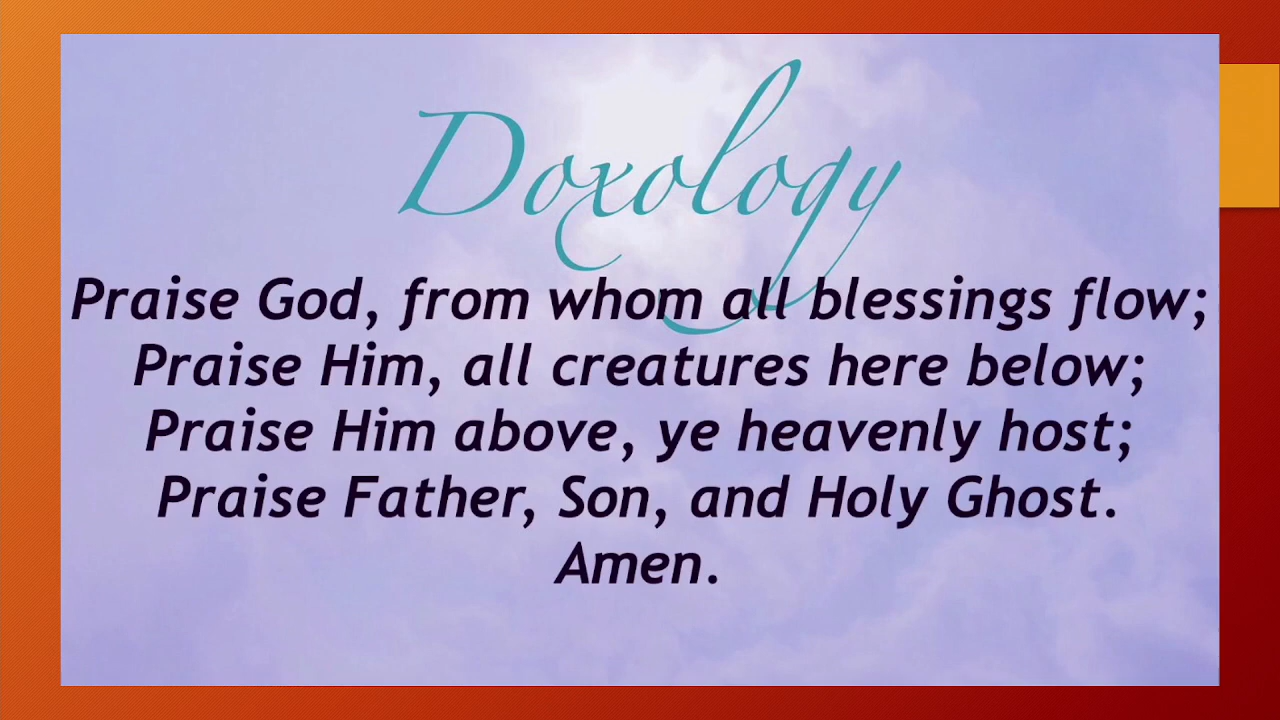 Doxology
Praise God, from whom all blessings flow;
Praise Him, all creatures here below;
Praise Him above, ye heavenly host;
Praise Father, Son, and Holy Ghost.
Amen.